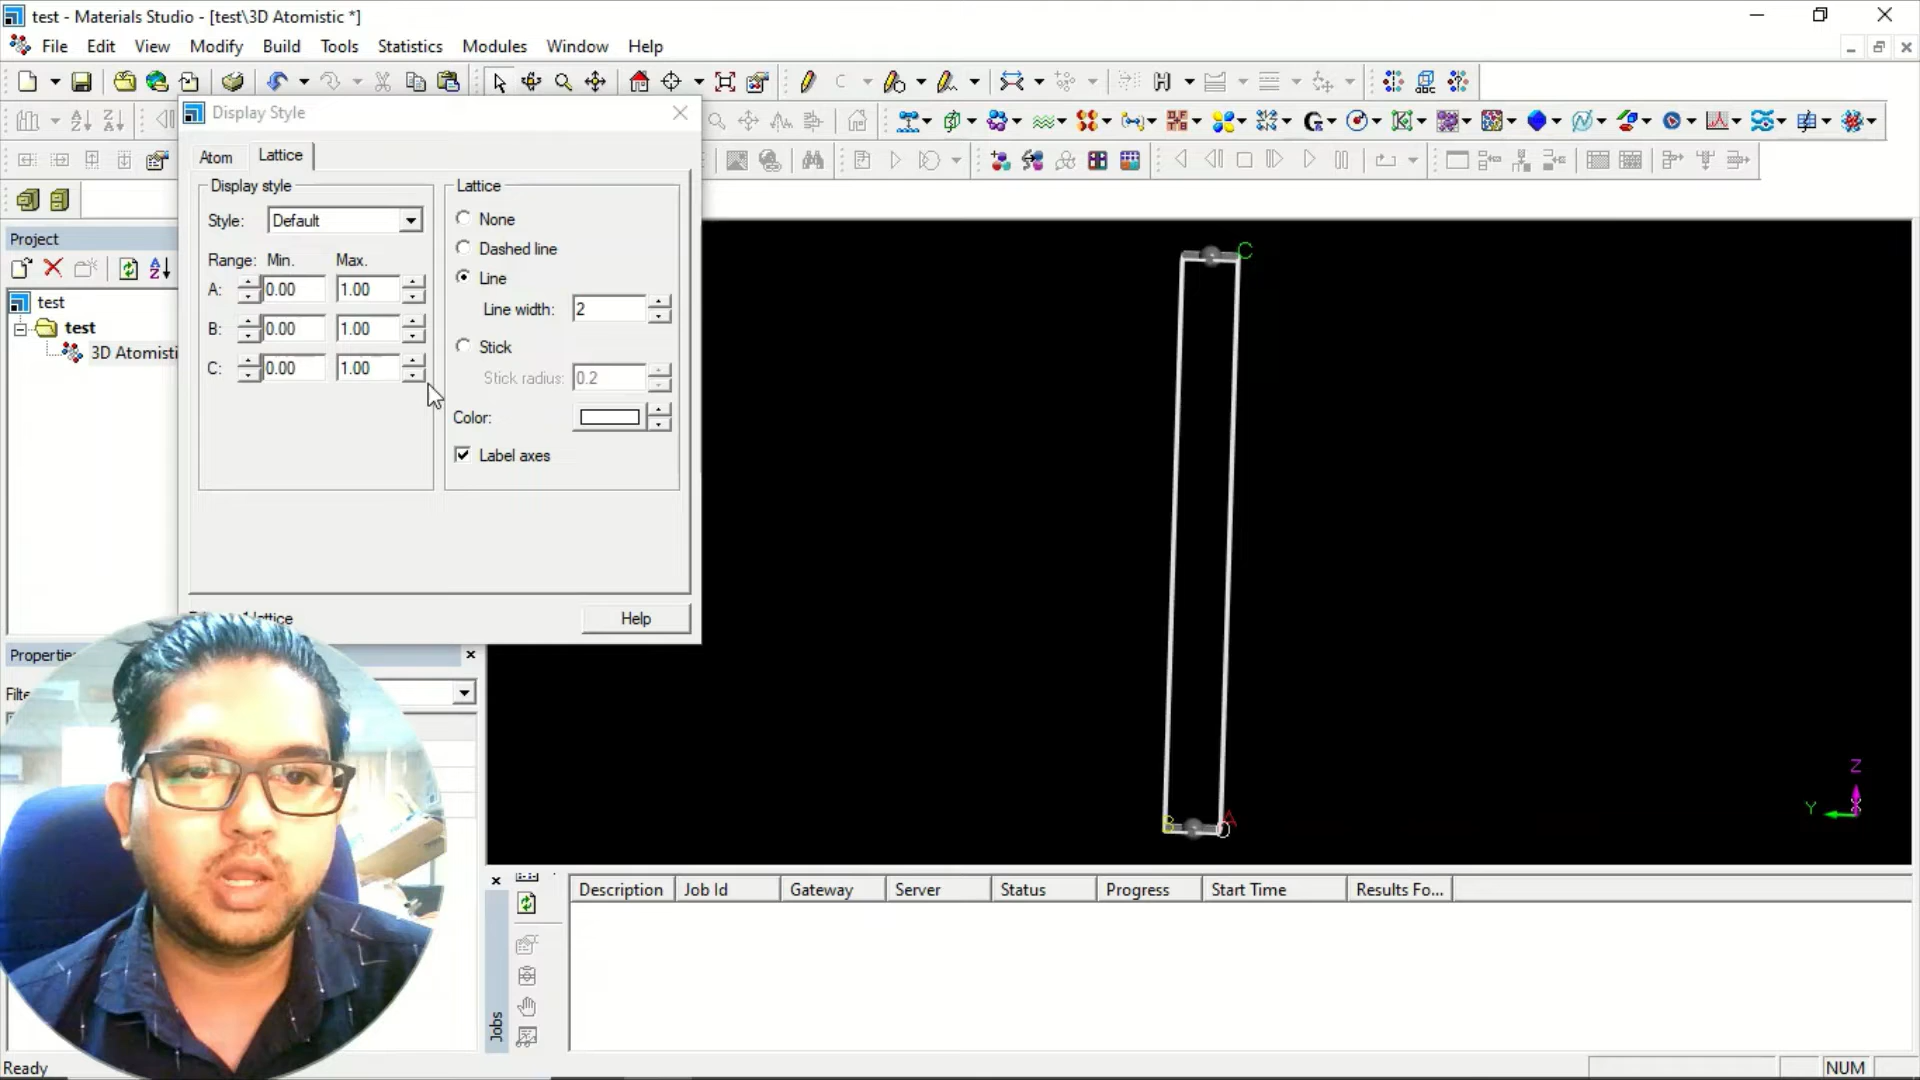 test - Materials Studio - [test\3D Atomistic *]
File Edit View Modify Build Tools Statistics Modules Window Help
Display Style
Atom Lattice
Display style
Style: Default
Range: Min. Max.
A: 0.00 1.00
B: 0.00 1.00
C: 0.00 1.00
Lattice
None
Dashed line
Line
Line width: 2
Stick
Stick radius: 0.2
Color:
Label axes
Help
Project
test
test
3D Atomisti
Propertie
Filte
C
B
A
O
Z
Y
X
Jobs
Description Job Id Gateway Server Status Progress Start Time Results Fo...
Ready
NUM